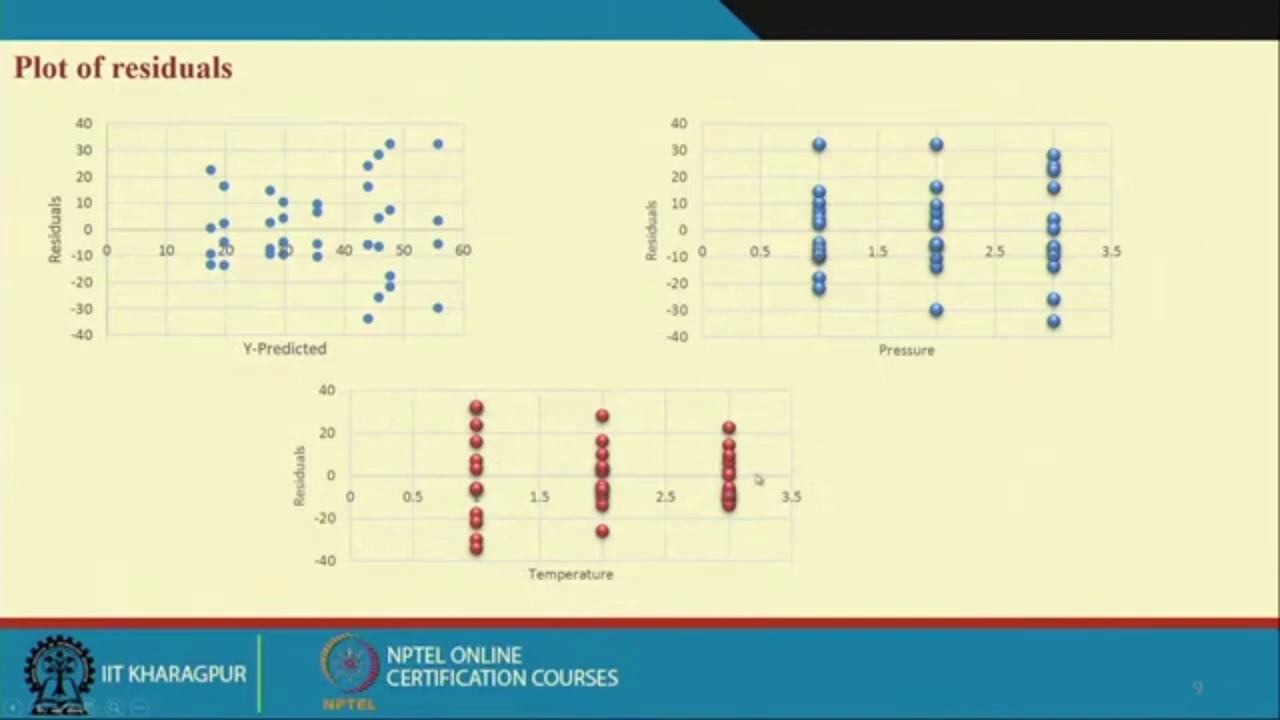 Plot of residuals
40
30
20
10
0
-10
-20
-30
-40
Residuals
0 10 20 30 40 50 60
Y-Predicted
40
30
20
10
0
-10
-20
-30
-40
Residuals
0 0.5 1.5 2.5 3.5
Pressure
40
20
0
-20
-40
Residuals
0 0.5 1.5 2.5 3.5
Temperature
IIT KHARAGPUR
NPTEL
NPTEL ONLINE
CERTIFICATION COURSES
9